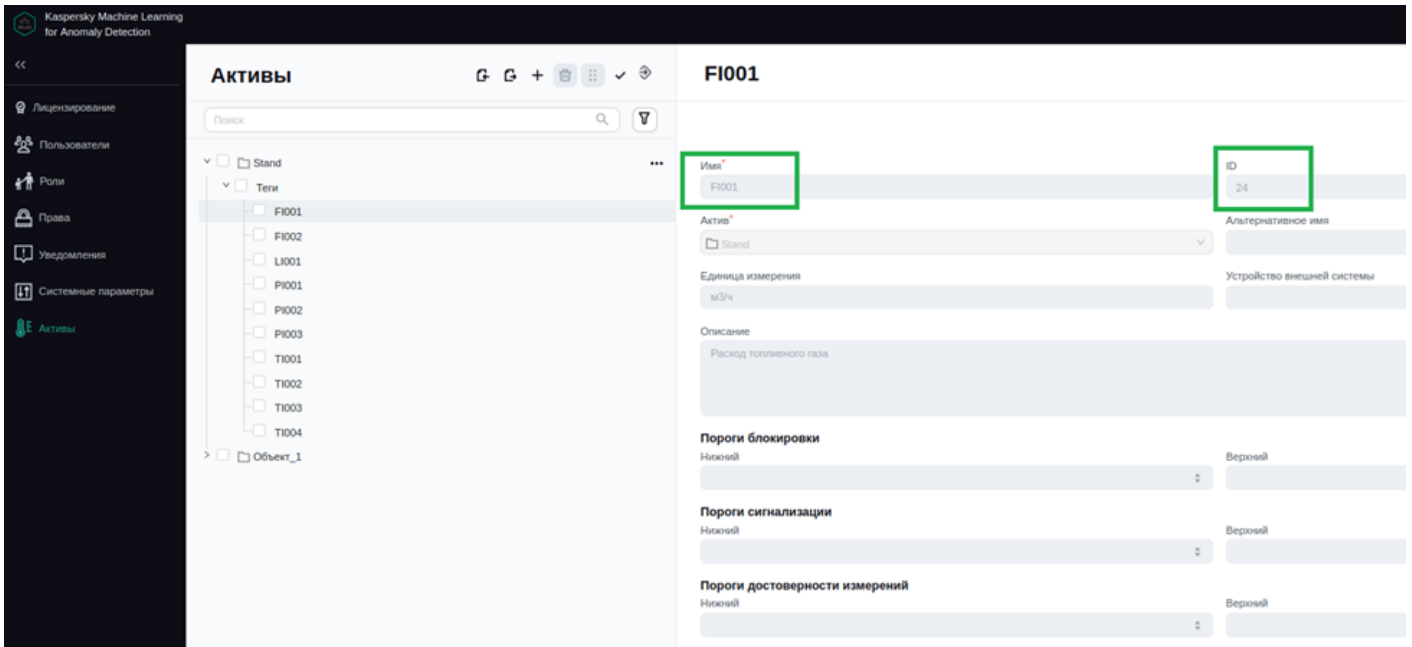 Kaspersky Machine Learning
for Anomaly Detection
Лицензирование
Пользователи
Роли
Права
Уведомления
Системные параметры
Активы
Активы
Поиск
Stand
Теги
FI001
FI002
LI001
PI001
PI002
PI003
TI001
TI002
TI003
TI004
Объект_1
FI001
Имя* ID
FI001 24
Актив* Альтернативное имя
Stand
Единица измерения Устройство внешней системы
м3/ч
Описание
Расход топливного газа
Пороги блокировки
Нижний Верхний
Пороги сигнализации
Нижний Верхний
Пороги достоверности измерений
Нижний Верхний